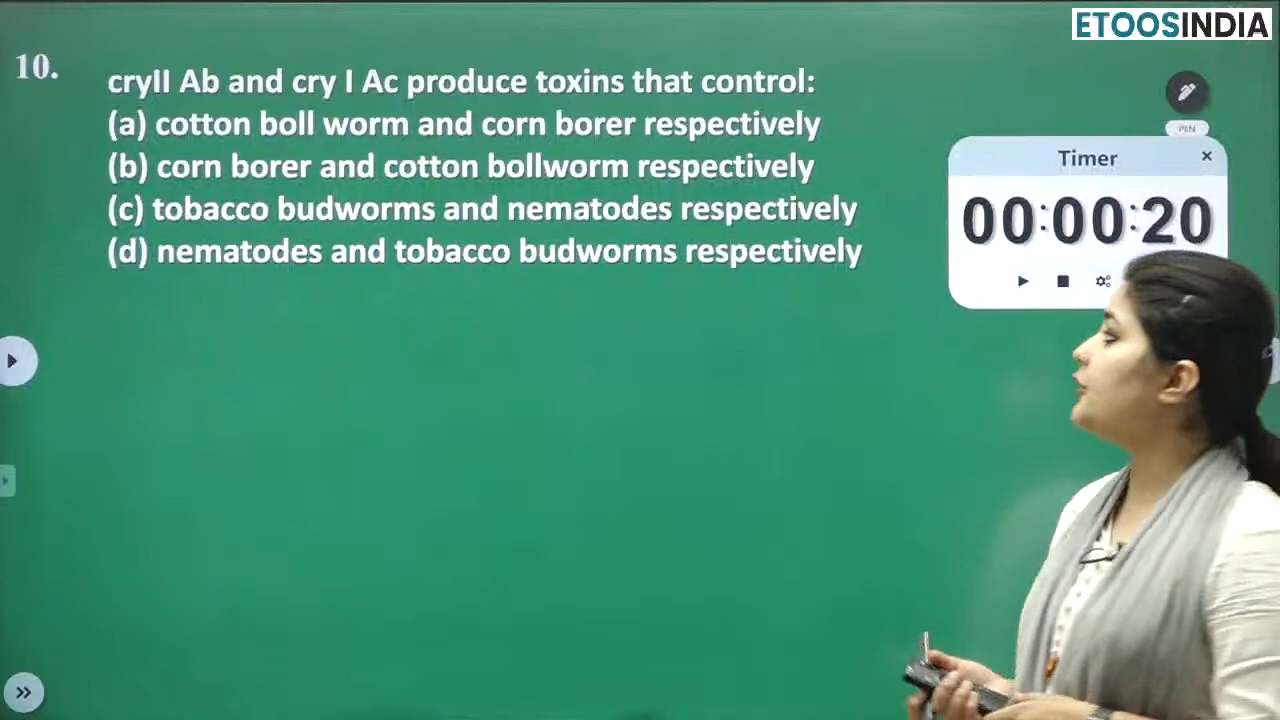 ETOOSINDIA
10.
cryII Ab and cry I Ac produce toxins that control:
(a) cotton boll worm and corn borer respectively
(b) corn borer and cotton bollworm respectively
(c) tobacco budworms and nematodes respectively
(d) nematodes and tobacco budworms respectively
PEN
Timer
00:00:20